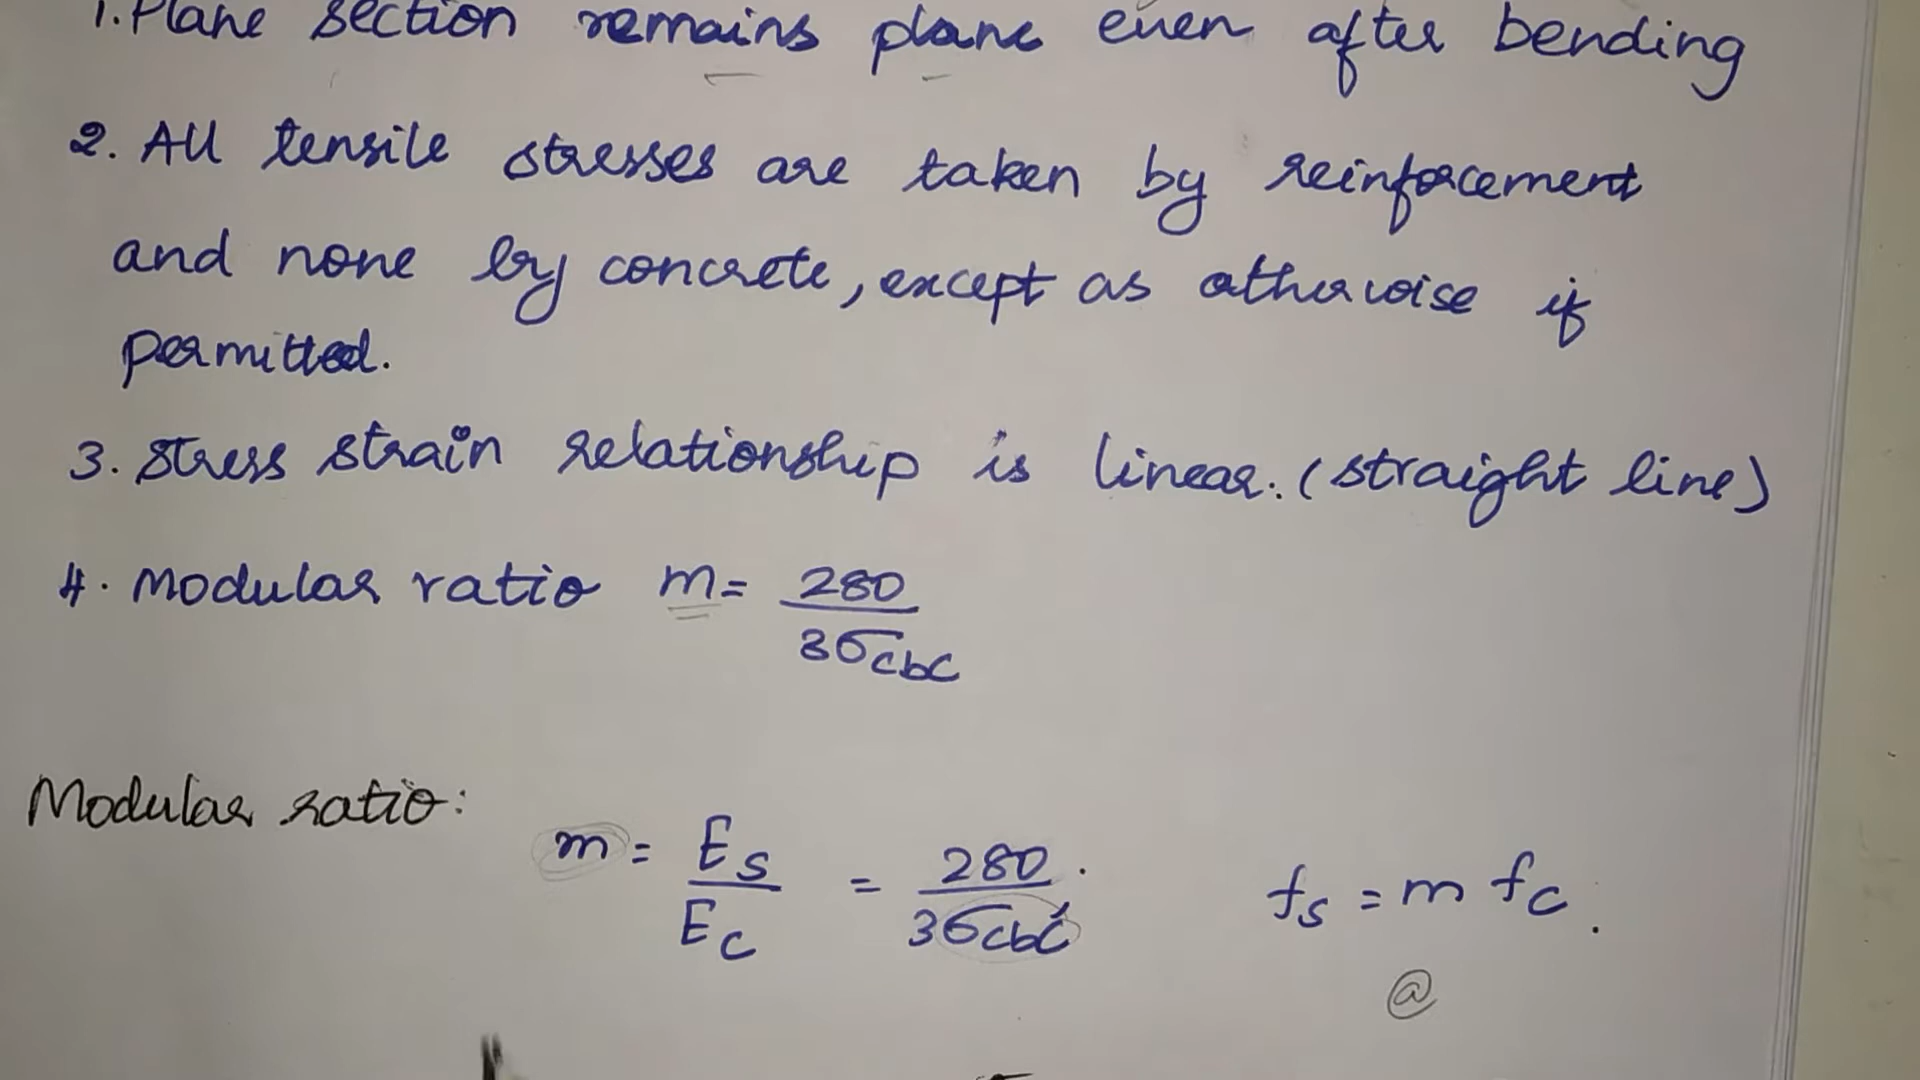 1. Plane section remains plane even after bending
2. All tensile stresses are taken by reinforcement
and none by concrete, except as otherwise if
permitted.
3. Stress strain relationship is linear. (straight line)
4. Modular ratio m = 280 / 3σcbc
Modular ratio:
m = Es / Ec = 280 / 3σcbc . fs = m fc .
@